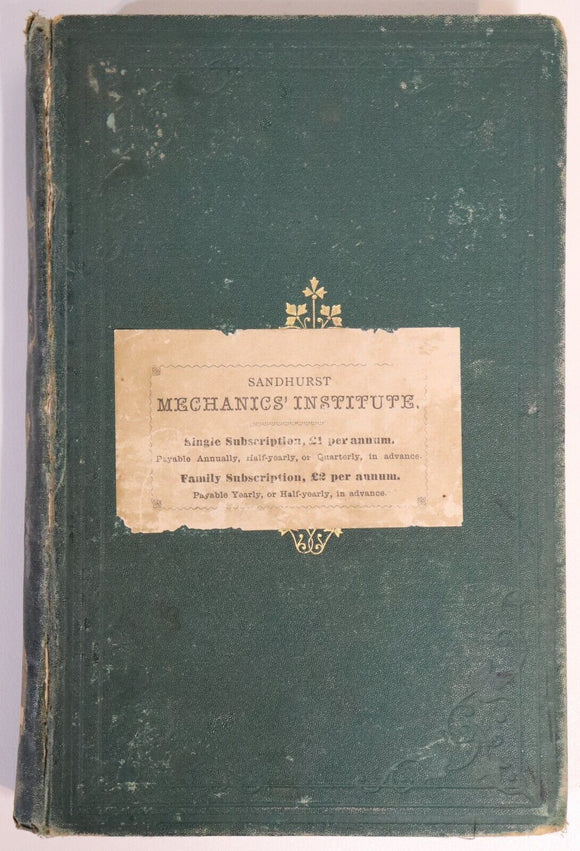 SANDHURST
MECHANICS' INSTITUTE.
Single Subscription, £1 per annum.
Payable Annually, Half-yearly, or Quarterly, in advance.
Family Subscription, £2 per annum.
Payable Yearly, or Half-yearly, in advance.